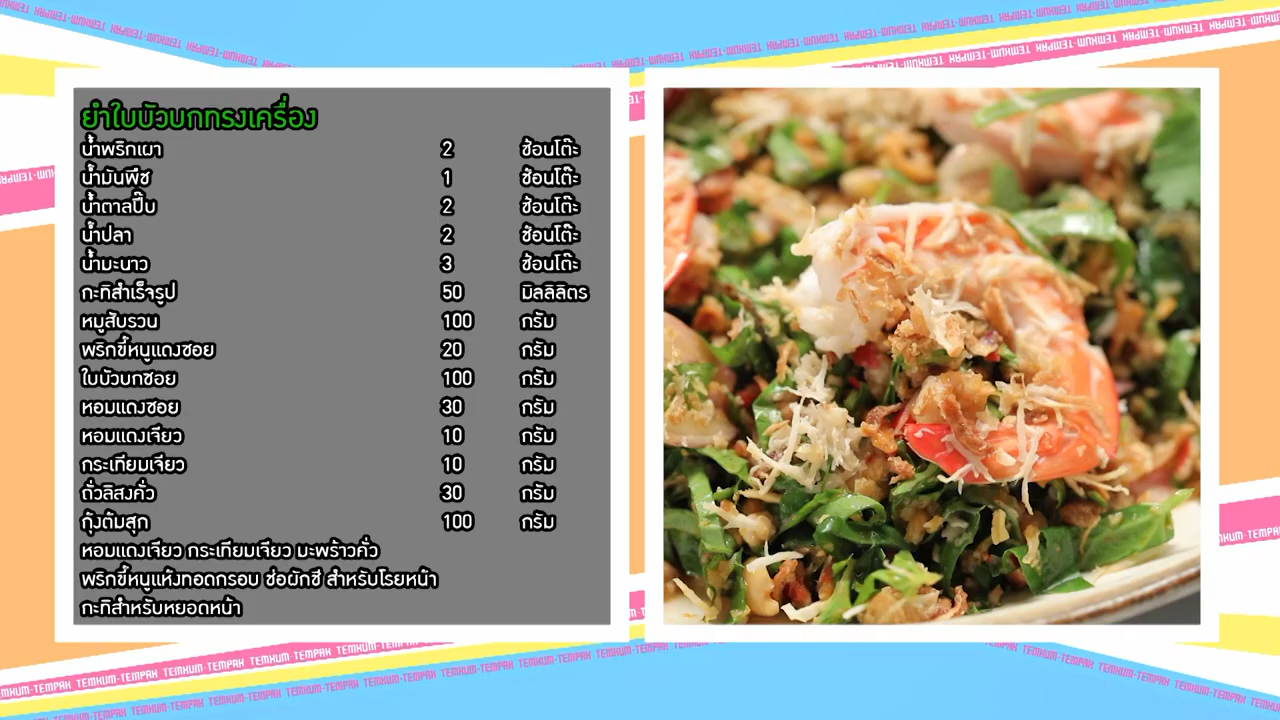 ยำใบบัวบกทรงเครื่อง
น้ำพริกเผา 2 ช้อนโต๊ะ
น้ำมันพืช 1 ช้อนโต๊ะ
น้ำตาลปี๊บ 2 ช้อนโต๊ะ
น้ำปลา 2 ช้อนโต๊ะ
น้ำมะนาว 3 ช้อนโต๊ะ
กะทิสำเร็จรูป 50 มิลลิลิตร
หมูสับรวน 100 กรัม
พริกขี้หนูแดงซอย 20 กรัม
ใบบัวบกซอย 100 กรัม
หอมแดงซอย 30 กรัม
หอมแดงเจียว 10 กรัม
กระเทียมเจียว 10 กรัม
ถั่วลิสงคั่ว 30 กรัม
กุ้งต้มสุก 100 กรัม
หอมแดงเจียว กระเทียมเจียว มะพร้าวคั่ว
พริกขี้หนูแห้งทอดกรอบ ช่อผักชี สำหรับโรยหน้า
กะทิสำหรับหยอดหน้า
TEMKUM-TEMPAK TEMKUM-TEMPAK TEMKUM-TEMPAK TEMKUM-TEMPAK TEMKUM-TEMPAK